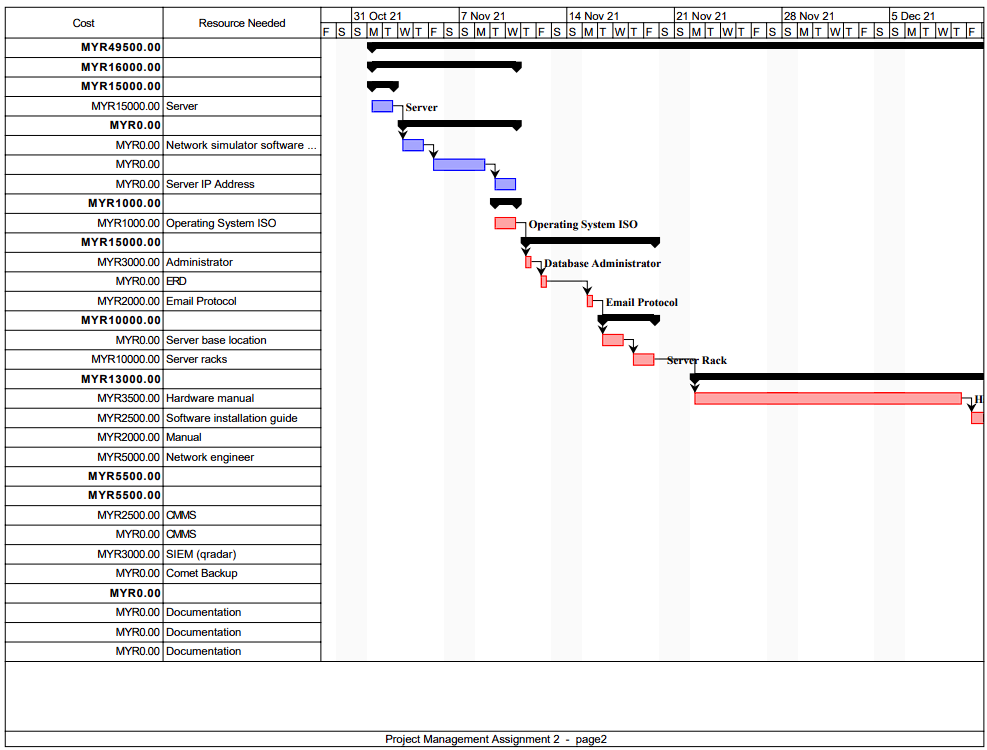 Cost Resource Needed 31 Oct 21 7 Nov 21 14 Nov 21 21 Nov 21 28 Nov 21 5 Dec 21
F S S M T W T F S S M T W T F S S M T W T F S S M T W T F S S M T W T F S S M T W T F
MYR49500.00
MYR16000.00
MYR15000.00
MYR15000.00 Server Server
MYR0.00
MYR0.00 Network simulator software ...
MYR0.00
MYR0.00 Server IP Address
MYR1000.00
MYR1000.00 Operating System ISO Operating System ISO
MYR15000.00
MYR3000.00 Administrator Database Administrator
MYR0.00 ERD
MYR2000.00 Email Protocol Email Protocol
MYR10000.00
MYR0.00 Server base location
MYR10000.00 Server racks Server Rack
MYR13000.00
MYR3500.00 Hardware manual H
MYR2500.00 Software installation guide
MYR2000.00 Manual
MYR5000.00 Network engineer
MYR5500.00
MYR5500.00
MYR2500.00 CMMS
MYR0.00 CMMS
MYR3000.00 SIEM (qradar)
MYR0.00 Comet Backup
MYR0.00
MYR0.00 Documentation
MYR0.00 Documentation
MYR0.00 Documentation
Project Management Assignment 2 - page2